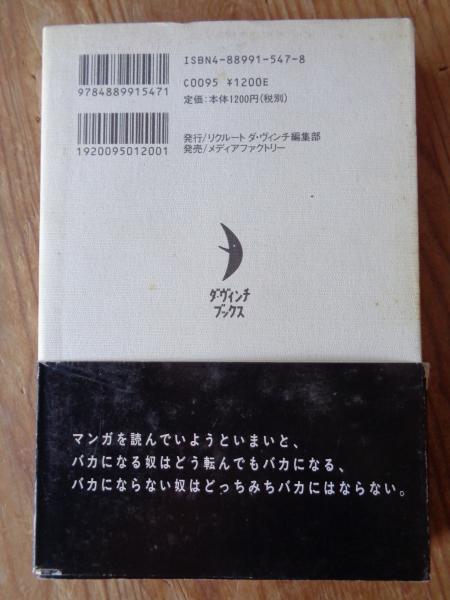 ISBN4-88991-547-8
C0095 ¥1200E
定価:本体1200円(税別)
9784889915471
発行/リクルート ダ・ヴィンチ編集部
発売/メディアファクトリー
1920095012001
ダ・ヴィンチ
ブックス
マンガを読んでいようといまいと、
バカになる奴はどう転んでもバカになる、
バカにならない奴はどっちみちバカにはならない。